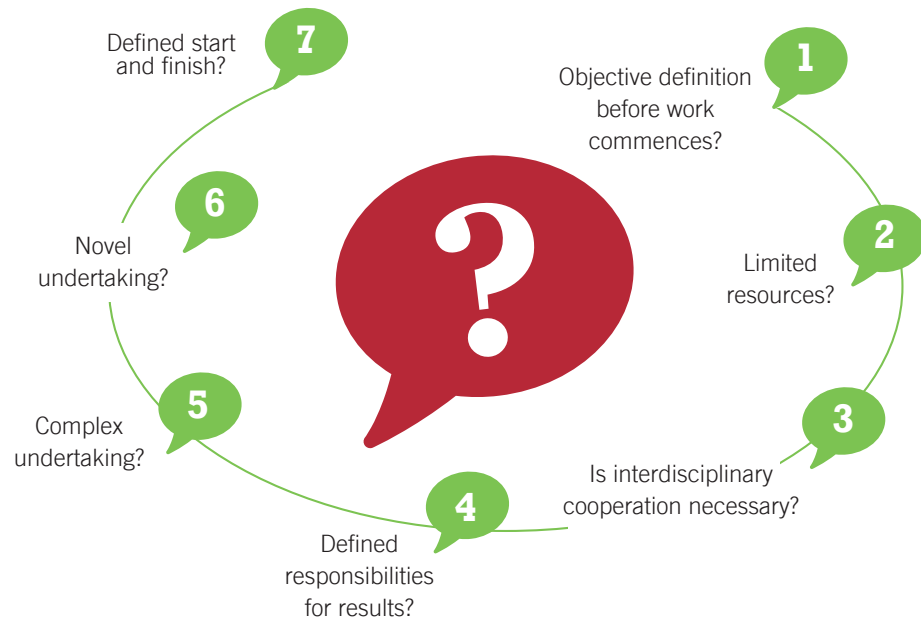 1
Objective definition
before work
commences?
2
Limited
resources?
3
Is interdisciplinary
cooperation necessary?
4
Defined
responsibilities
for results?
5
Complex
undertaking?
6
Novel
undertaking?
7
Defined start
and finish?
?